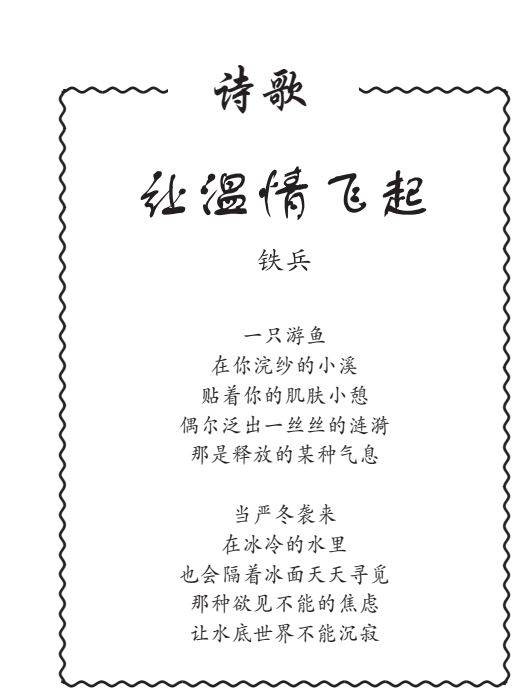 诗歌
让温情飞起
铁兵
一只游鱼
在你浣纱的小溪
贴着你的肌肤小憩
偶尔泛出一丝丝的涟漪
那是释放的某种气息
当严冬袭来
在冰冷的水里
也会隔着冰面天天寻觅
那种欲见不能的焦虑
让水底世界不能沉寂